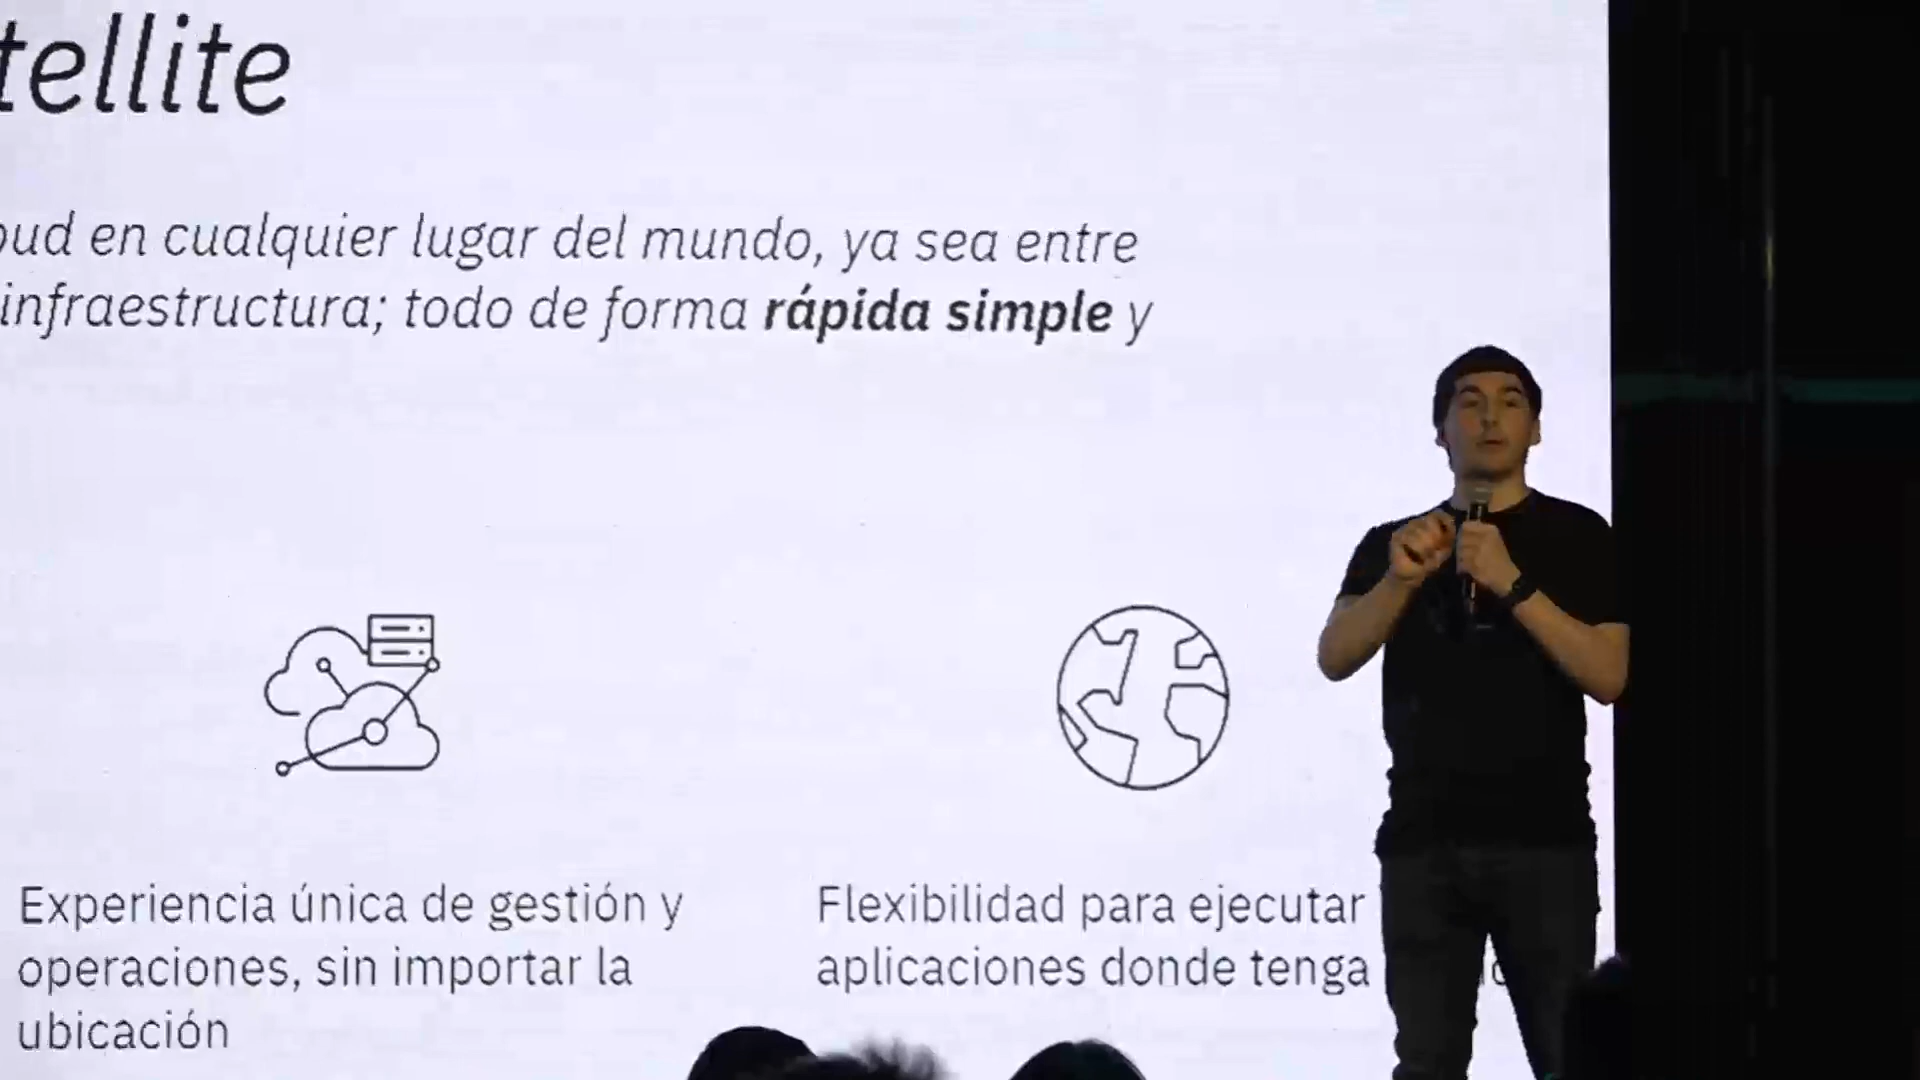 tellite
oud en cualquier lugar del mundo, ya sea entre
infraestructura; todo de forma rápida simple y
Experiencia única de gestión y
operaciones, sin importar la
ubicación
Flexibilidad para ejecutar
aplicaciones donde tenga